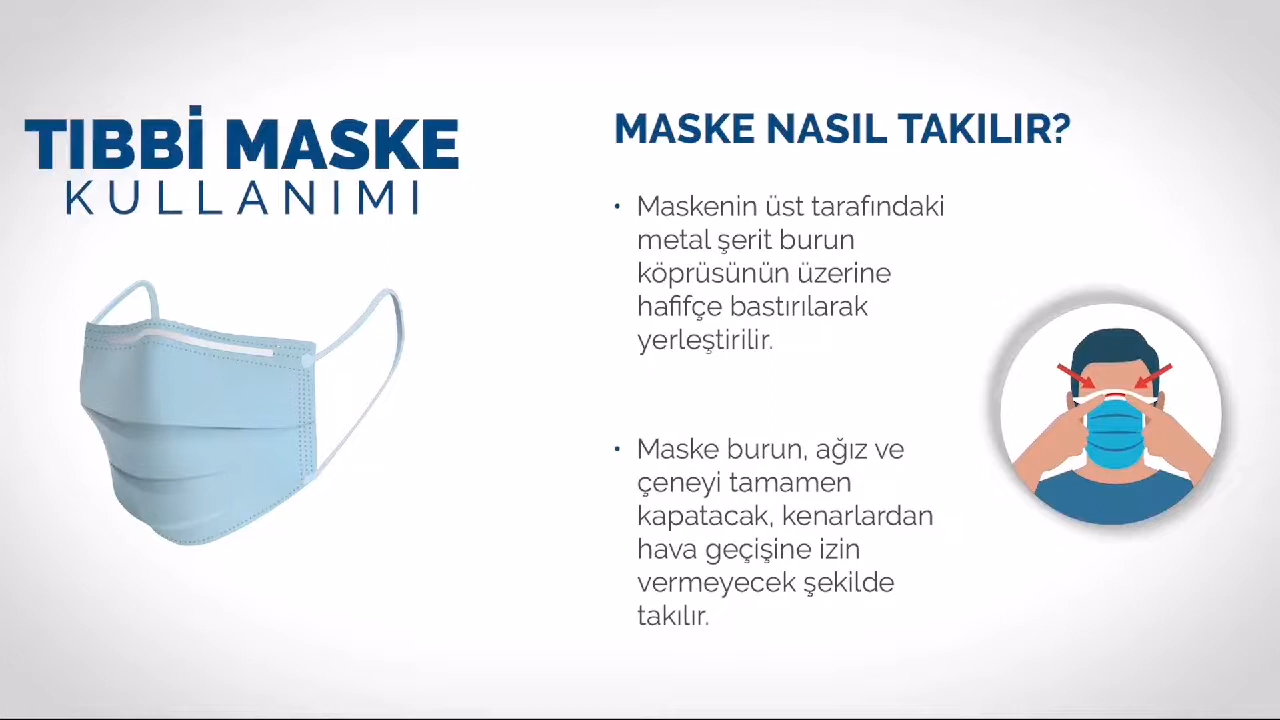 TIBBİ MASKE
KULLANIMI
MASKE NASIL TAKILIR?
• Maskenin üst tarafındaki
metal şerit burun
köprüsünün üzerine
hafifçe bastırılarak
yerleştirilir.
• Maske burun, ağız ve
çeneyi tamamen
kapatacak, kenarlardan
hava geçişine izin
vermeyecek şekilde
takılır.